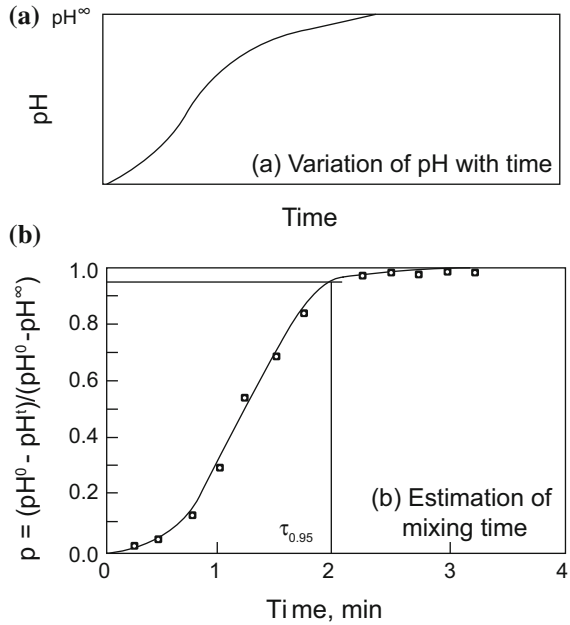 (a)
pH∞
pH
(a) Variation of pH with time
Time
(b)
1.0
0.8
0.6
0.4
0.2
0.0
p = (pH⁰ - pHᵗ)/(pH⁰-pH∞)
τ0.95
(b) Estimation of
mixing time
0 1 2 3 4
Time, min